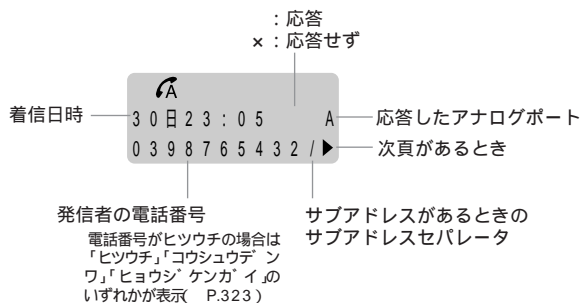 ：応答
×：応答せず
A
着信日時
30日23:05 A
応答したアナログポート
0398765432/▶
次頁があるとき
発信者の電話番号
電話番号がヒツウチの場合は
「ヒツウチ」「コウシュウデ゛ン
ワ」「ヒョウジ゛ケンカ゛イ」の
いずれかが表示( P.323)
サブアドレスがあるときの
サブアドレスセパレータ